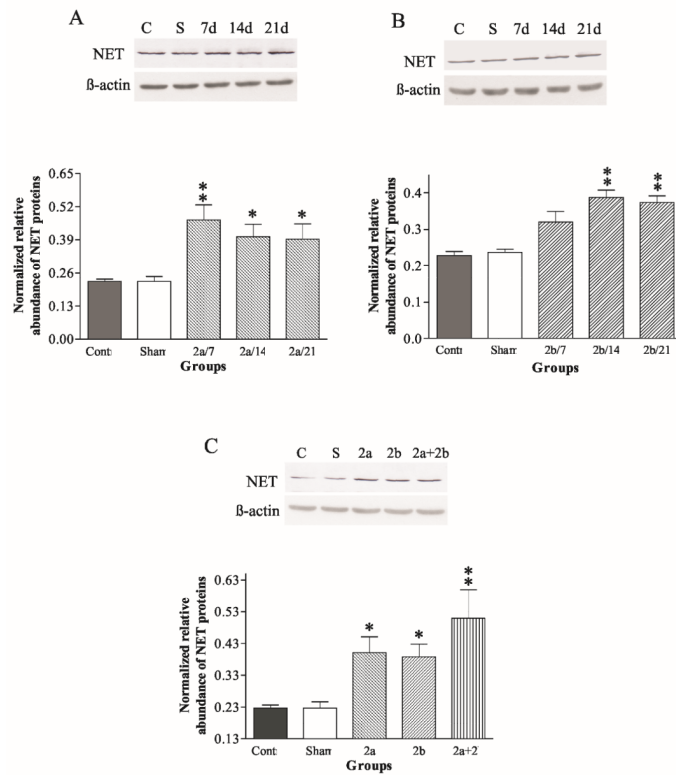 A
C S 7d 14d 21d
NET
ß-actin
Normalized relative
abundance of NET proteins
0.65
0.52
0.39
0.26
0.13
0.00
**
*
*
Cont Sham 2a/7 2a/14 2a/21
Groups
B
C S 7d 14d 21d
NET
ß-actin
Normalized relative
abundance of NET proteins
0.4
0.3
0.2
0.1
0.0
**
**
Cont Sham 2b/7 2b/14 2b/21
Groups
C
C S 2a 2b 2a+2b
NET
ß-actin
Normalized relative
abundance of NET proteins
0.63
0.53
0.43
0.33
0.23
0.13
*
*
**
Cont Sham 2a 2b 2a+2
Groups